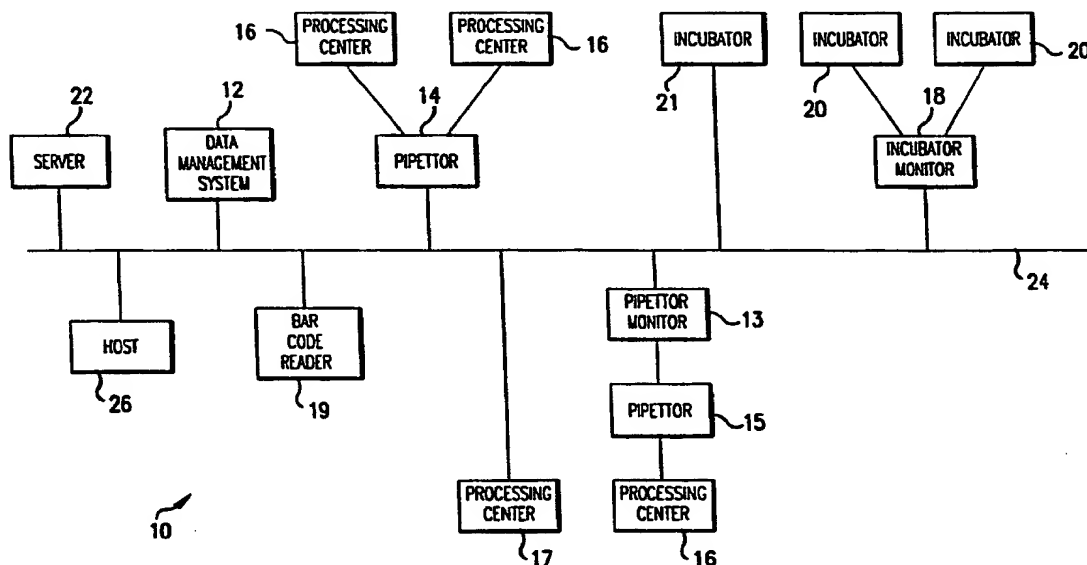 16
PROCESSING
CENTER
PROCESSING
CENTER
16
INCUBATOR
21
INCUBATOR
20
INCUBATOR
20
22
SERVER
12
DATA
MANAGEMENT
SYSTEM
14
PIPETTOR
18
INCUBATOR
MONITOR
24
HOST
26
BAR
CODE
READER
19
PIPETTOR
MONITOR
13
PIPETTOR
15
PROCESSING
CENTER
17
PROCESSING
CENTER
16
10